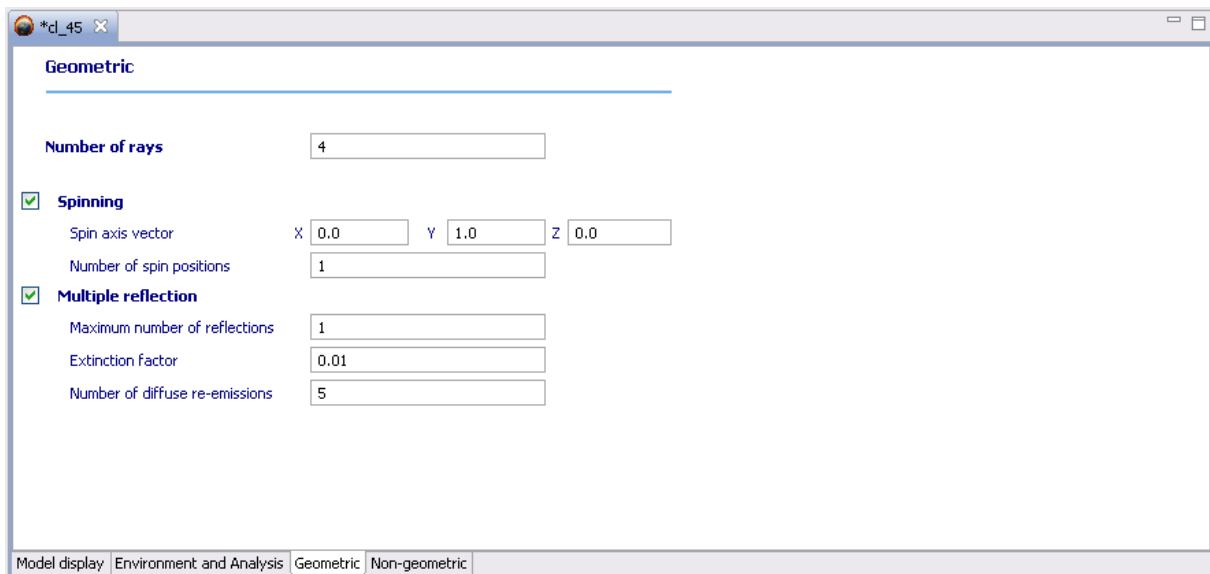 *cl_45
Geometric
Number of rays 4
Spinning
Spin axis vector X 0.0 Y 1.0 Z 0.0
Number of spin positions 1
Multiple reflection
Maximum number of reflections 1
Extinction factor 0.01
Number of diffuse re-emissions 5
Model display Environment and Analysis Geometric Non-geometric